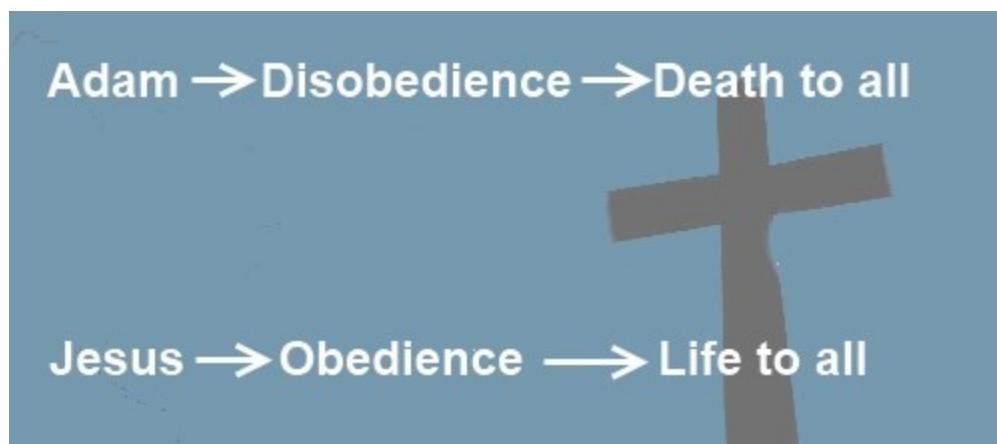 Adam → Disobedience → Death to all
Jesus → Obedience → Life to all